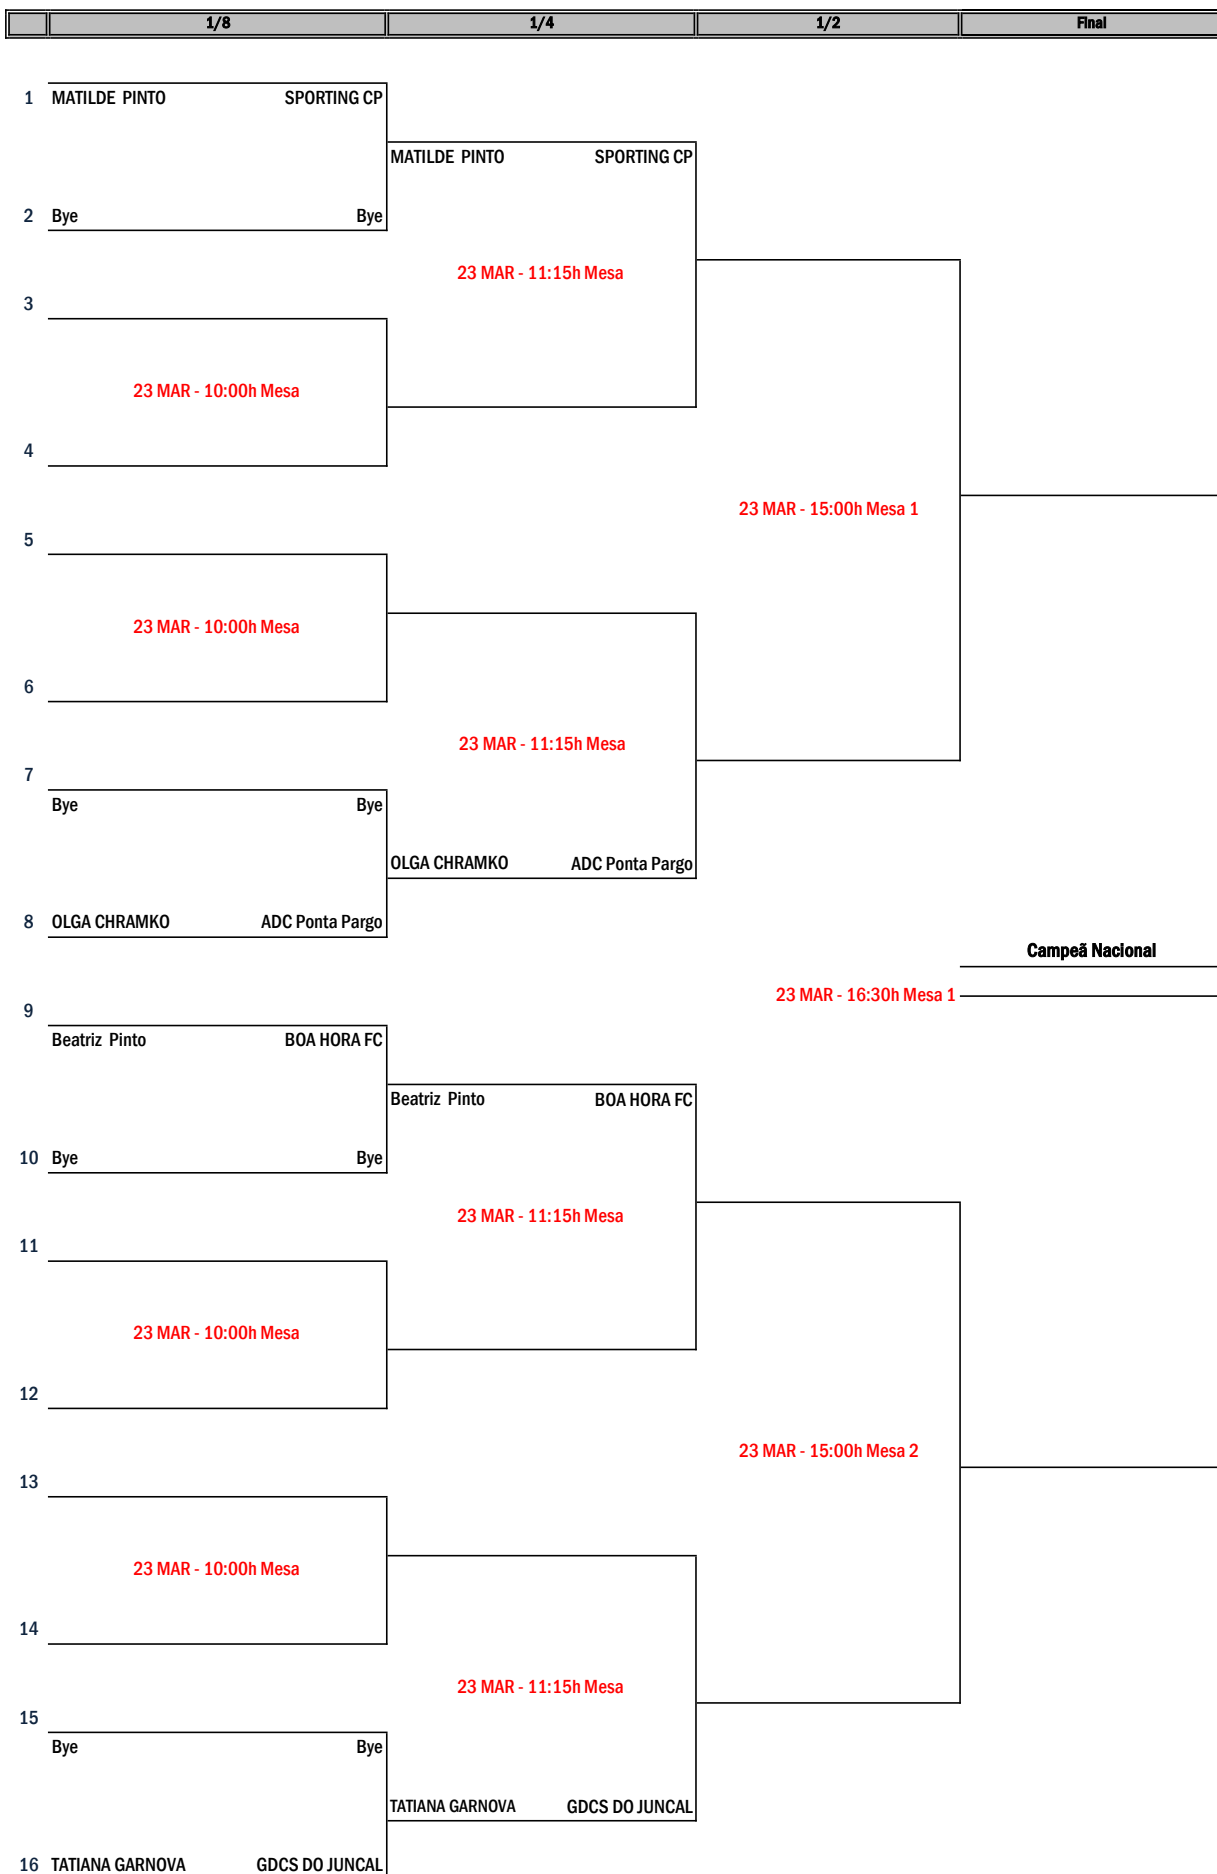 1/8 1/4 1/2 Final
1 MATILDE PINTO SPORTING CP
MATILDE PINTO SPORTING CP
2 Bye Bye
23 MAR - 11:15h Mesa
3
23 MAR - 10:00h Mesa
4
23 MAR - 15:00h Mesa 1
5
23 MAR - 10:00h Mesa
6
23 MAR - 11:15h Mesa
7
Bye Bye
OLGA CHRAMKO ADC Ponta Pargo
8 OLGA CHRAMKO ADC Ponta Pargo
Campeã Nacional
23 MAR - 16:30h Mesa 1
9
Beatriz Pinto BOA HORA FC
Beatriz Pinto BOA HORA FC
10 Bye Bye
23 MAR - 11:15h Mesa
11
23 MAR - 10:00h Mesa
12
23 MAR - 15:00h Mesa 2
13
23 MAR - 10:00h Mesa
14
23 MAR - 11:15h Mesa
15
Bye Bye
TATIANA GARNOVA GDCS DO JUNCAL
16 TATIANA GARNOVA GDCS DO JUNCAL